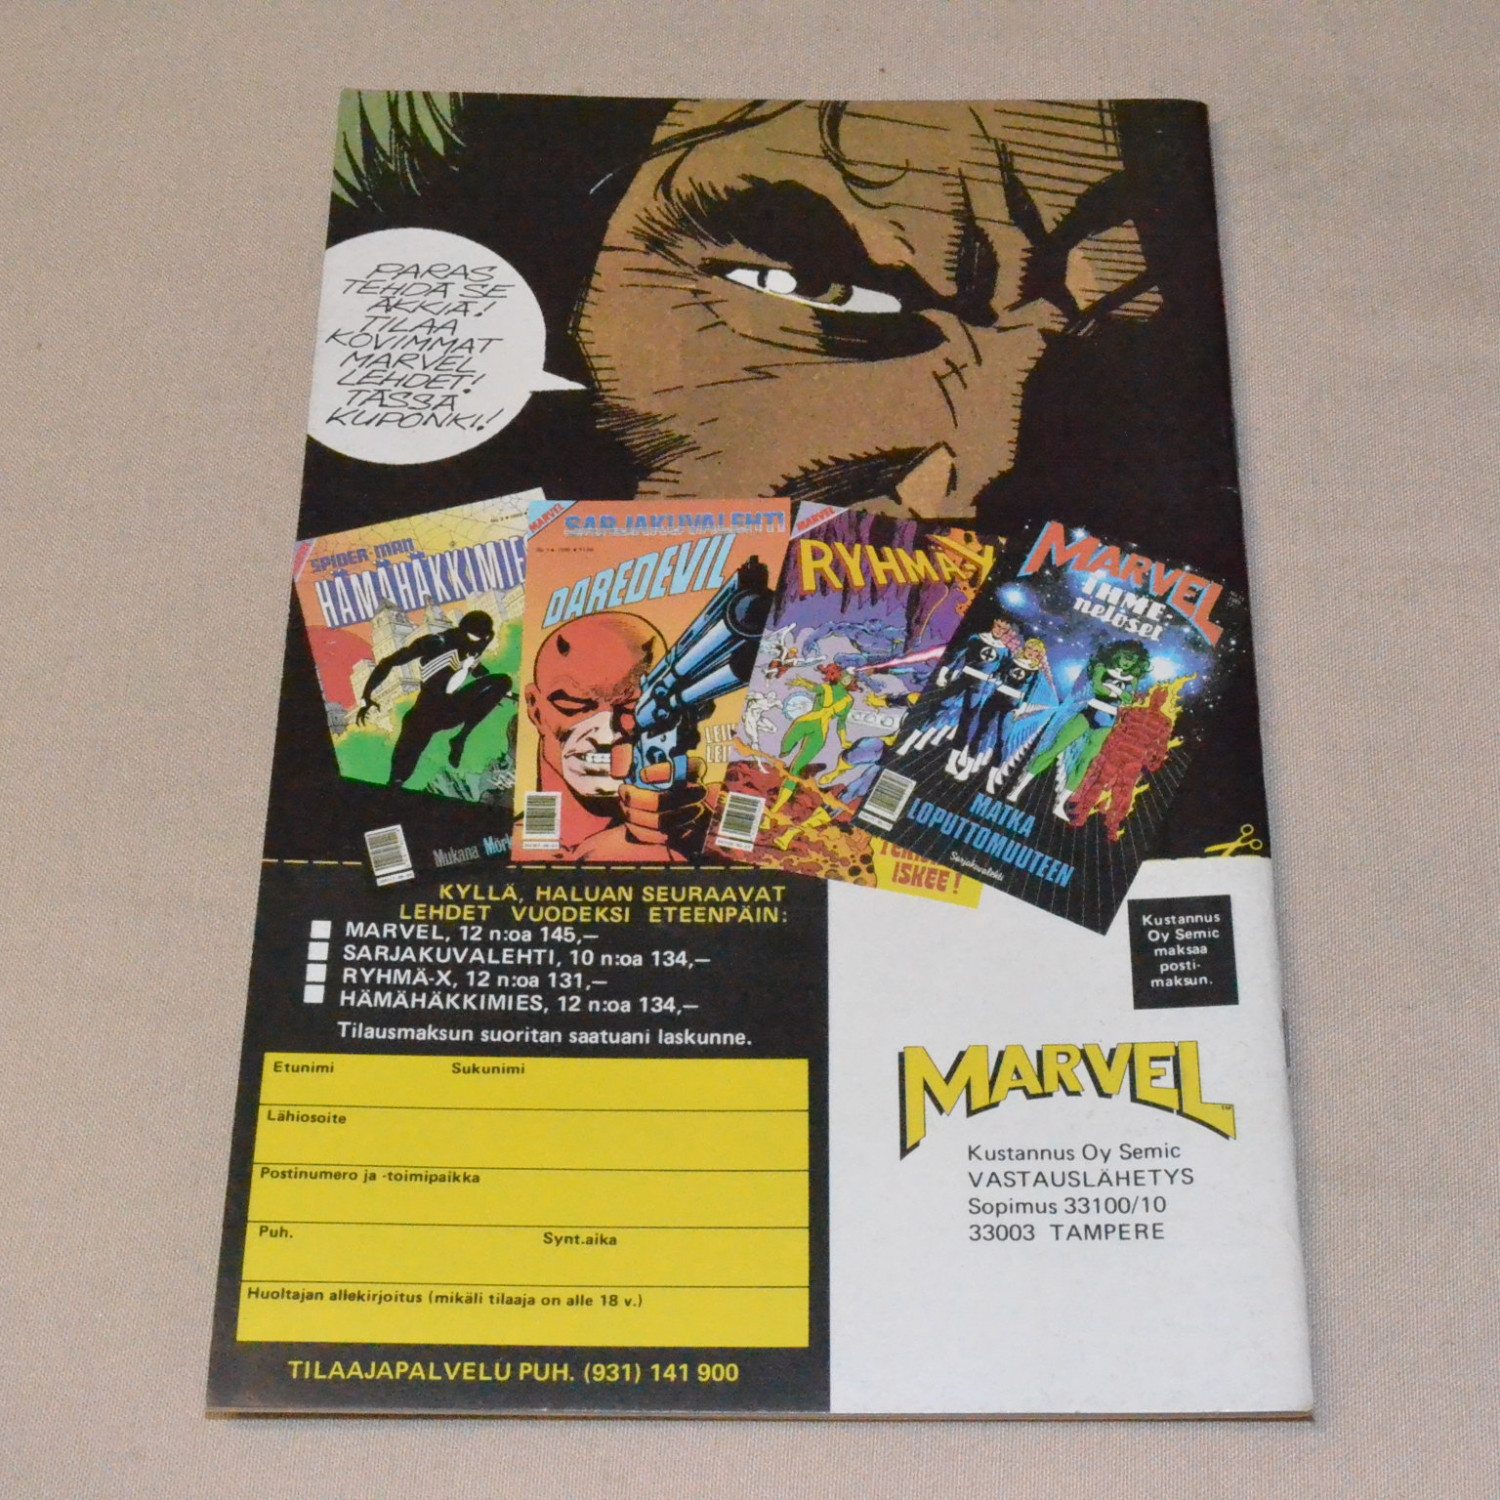 PARAS
TEHDÄ SE
ÄKKIÄ!
TILAA
KOVIMMAT
MARVEL
LEHDET!
TÄSSÄ
KUPONKI!
SPIDER-MAN
HÄMÄHÄKKIMIE
Mukana
MARVEL
SARJAKUVALEHTI
DAREDEVIL
MARVEL
RYHMÄ-X
ISKEE!
MARVEL
IHME-
neloset
MATKA
LOPUTTOMUUTEEN
Sarjakuvalehti
KYLLÄ, HALUAN SEURAAVAT
LEHDET VUODEKSI ETEENPÄIN:
MARVEL, 12 n:oa 145,—
SARJAKUVALEHTI, 10 n:oa 134,—
RYHMÄ-X, 12 n:oa 131,—
HÄMÄHÄKKIMIES, 12 n:oa 134,—
Tilausmaksun suoritan saatuani laskunne.
Etunimi Sukunimi
Lähiosoite
Postinumero ja -toimipaikka
Puh. Synt.aika
Huoltajan allekirjoitus (mikäli tilaaja on alle 18 v.)
TILAAJAPALVELU PUH. (931) 141 900
Kustannus
Oy Semic
maksaa
posti-
maksun.
MARVEL
Kustannus Oy Semic
VASTAUSLÄHETYS
Sopimus 33100/10
33003 TAMPERE